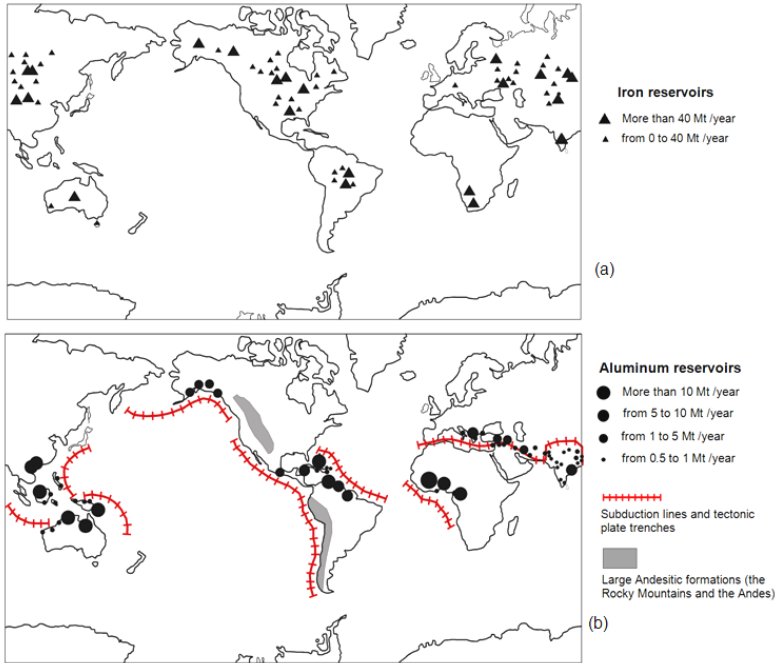 Iron reservoirs
More than 40 Mt /year
from 0 to 40 Mt /year
(a)
Aluminum reservoirs
More than 10 Mt /year
from 5 to 10 Mt /year
from 1 to 5 Mt /year
from 0.5 to 1 Mt /year
Subduction lines and tectonic
plate trenches
Large Andesitic formations (the
Rocky Mountains and the Andes)
(b)